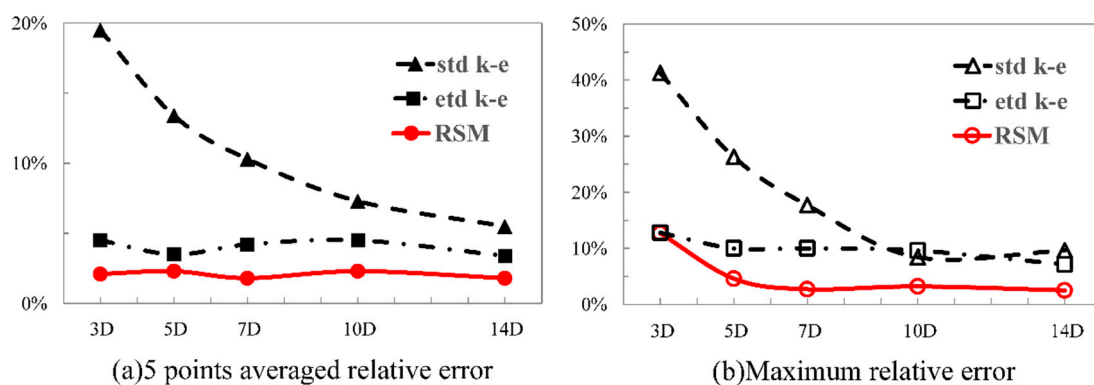 20%
10%
0%
std k-e
etd k-e
RSM
3D 5D 7D 10D 14D
(a)5 points averaged relative error
50%
40%
30%
20%
10%
0%
std k-e
etd k-e
RSM
3D 5D 7D 10D 14D
(b)Maximum relative error